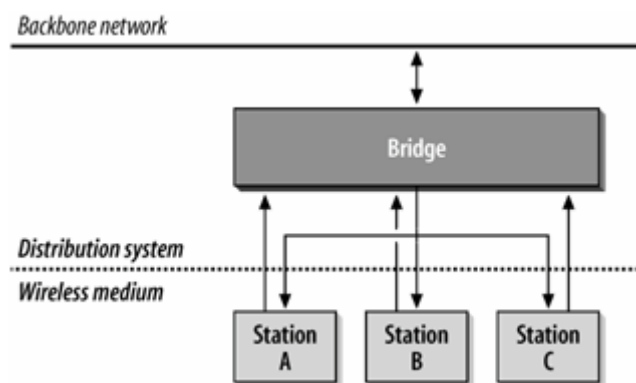 Backbone network
Bridge
Distribution system
Wireless medium
Station
A
Station
B
Station
C